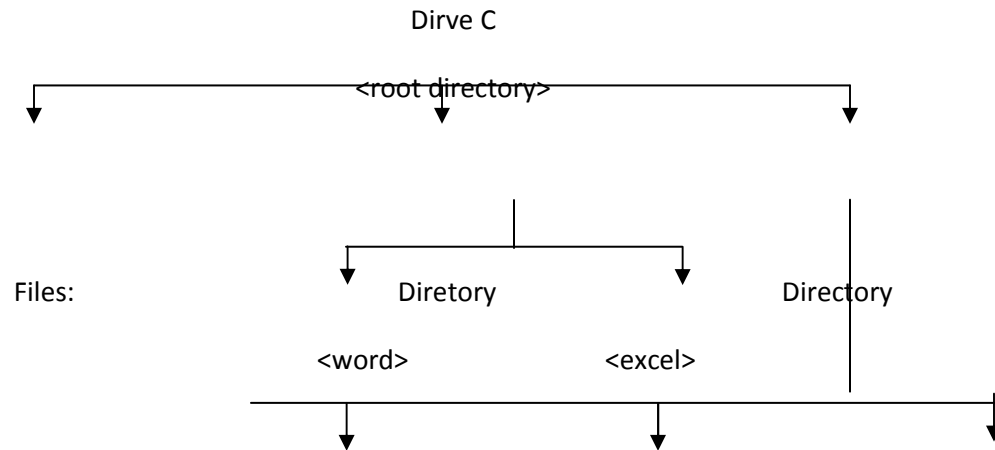 Dirve C
<root directory>
Files: Diretory Directory
<word> <excel>